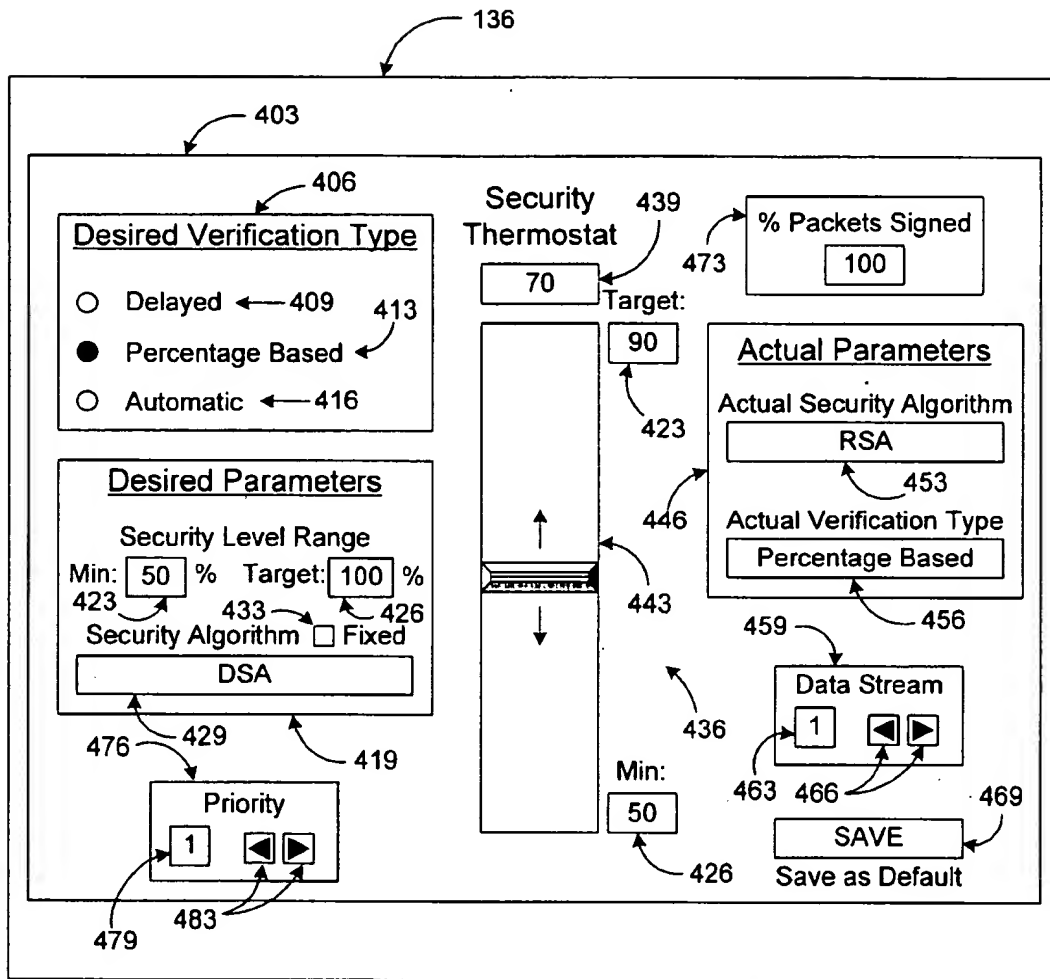 136
403
406
Desired Verification Type
Delayed
409
413
Percentage Based
Automatic
416
Desired Parameters
Security Level Range
Min: 50 % Target: 100 %
423
433
426
Security Algorithm Fixed
DSA
429
476
419
Priority
1
479
483
Security
Thermostat
439
70
Target:
90
423
443
436
Min:
50
426
473
% Packets Signed
100
Actual Parameters
Actual Security Algorithm
RSA
453
446
Actual Verification Type
Percentage Based
456
459
Data Stream
1
463
466
469
SAVE
Save as Default